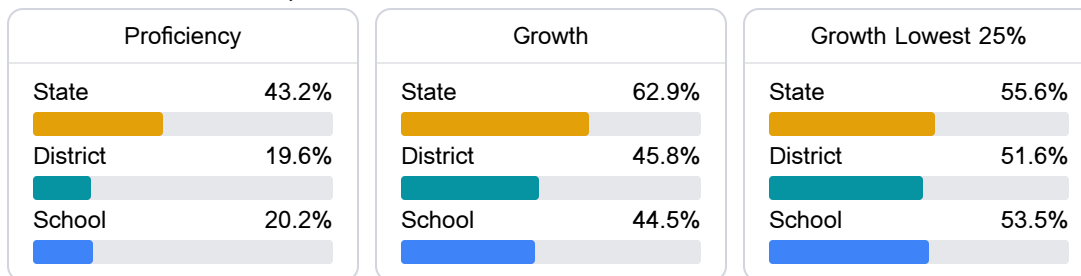 Proficiency
State 43.2%
District 19.6%
School 20.2%
Growth
State 62.9%
District 45.8%
School 44.5%
Growth Lowest 25%
State 55.6%
District 51.6%
School 53.5%